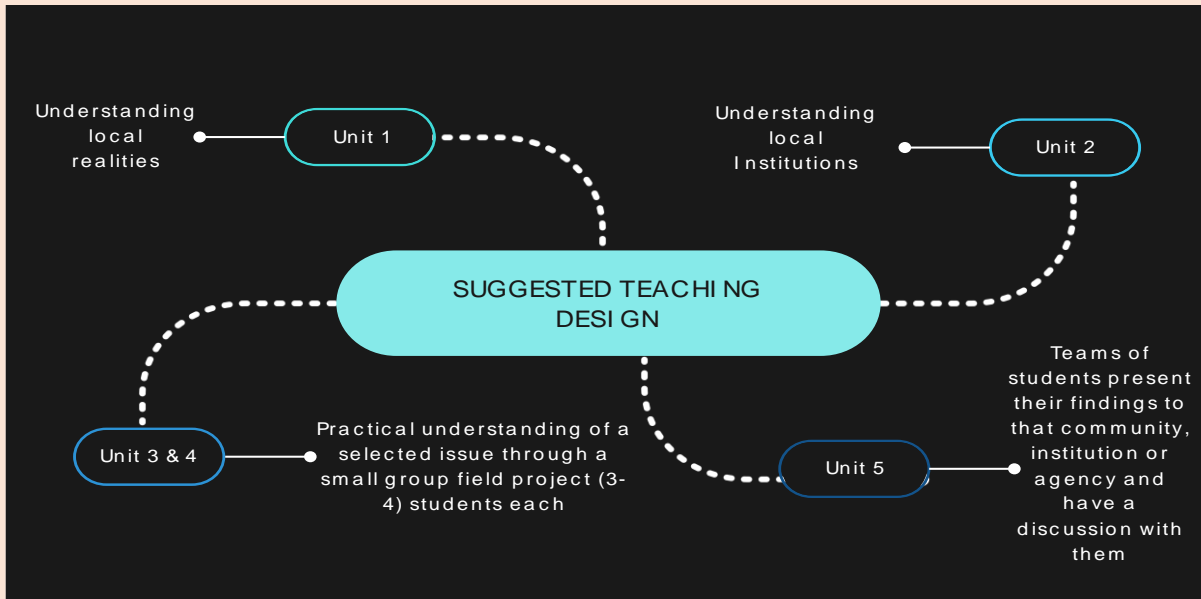 Understanding
local
realities
Unit 1
Understanding
local
Institutions
Unit 2
SUGGESTED TEACHING
DESIGN
Unit 3 & 4
Practical understanding of a
selected issue through a
small group field project (3-
4) students each
Unit 5
Teams of
students present
their findings to
that community,
institution or
agency and
have a
discussion with
them